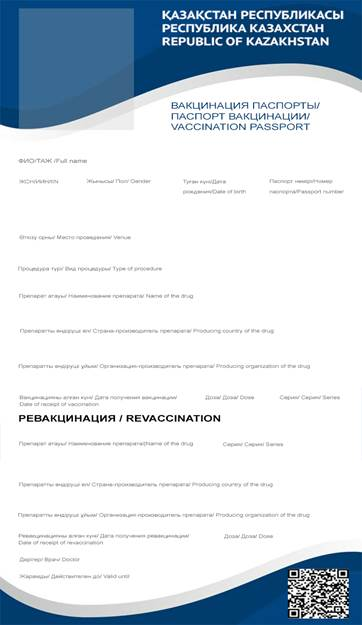 ҚАЗАҚСТАН РЕСПУБЛИКАСЫ
РЕСПУБЛИКА КАЗАХСТАН
REPUBLIC OF KAZAKHSTAN
ВАКЦИНАЦИЯ ПАСПОРТЫ/
ПАСПОРТ ВАКЦИНАЦИИ/
VACCINATION PASSPORT
ФИО/ТАЖ /Full name
ЖСН/ИИН/IIN Жынысы/ Пол/ Gender Туған күні/Дата Паспорт нөмірі/Номер
рождения/Date of birth паспорта/Passport number
Өткізу орны/ Место проведения/ Venue
Процедура түрі/ Вид процедуры/ Type of procedure
Препарат атауы/ Наименование препарата/ Name of the drug
Препаратты өндіруші ел/ Страна-производитель препарата/ Producing country of the drug
Препаратты өндіруші ұйым/ Организация-производитель препарата/ Producing organization of the drug
Вакцинацияны алған күні/ Дата получения вакцинации/ Доза/ Доза/ Dose Серия/ Серия/ Series
Date of receipt of vaccination
РЕВАКЦИНАЦИЯ / REVACCINATION
Препарат атауы/ Наименование препарата/Name of the drug Серия/ Серия/ Series
Препаратты өндіруші ел/ Страна-производитель препарата/ Producing country of the drug
Препаратты өндіруші ұйым/ Организация-производитель препарата/ Producing organization of the drug
Ревакцинацияны алған күні/ Дата получения ревакцинации/ Доза/ Доза/ Dose
Date of receipt of revaccination
Дәрігер/ Врач/ Doctor
Жарамды/ Действителен до/ Valid until